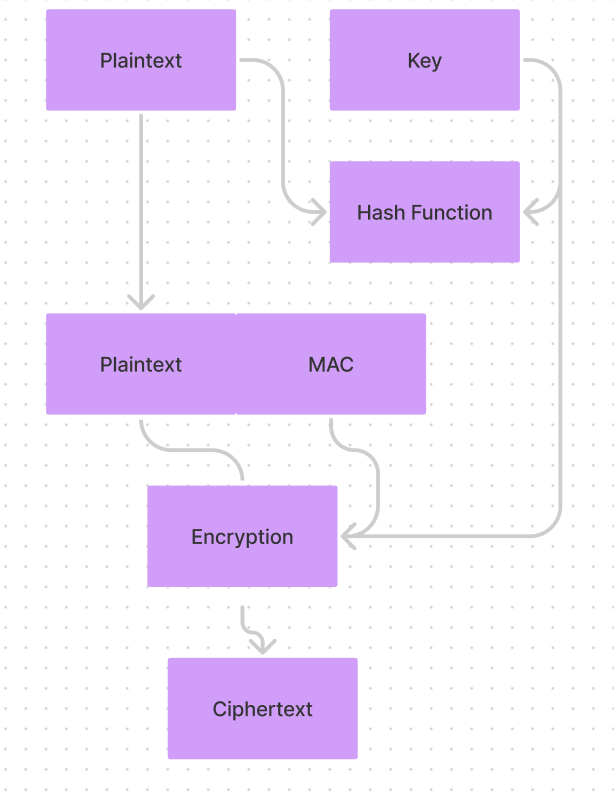 Plaintext
Key
Hash Function
Plaintext
MAC
Encryption
Ciphertext